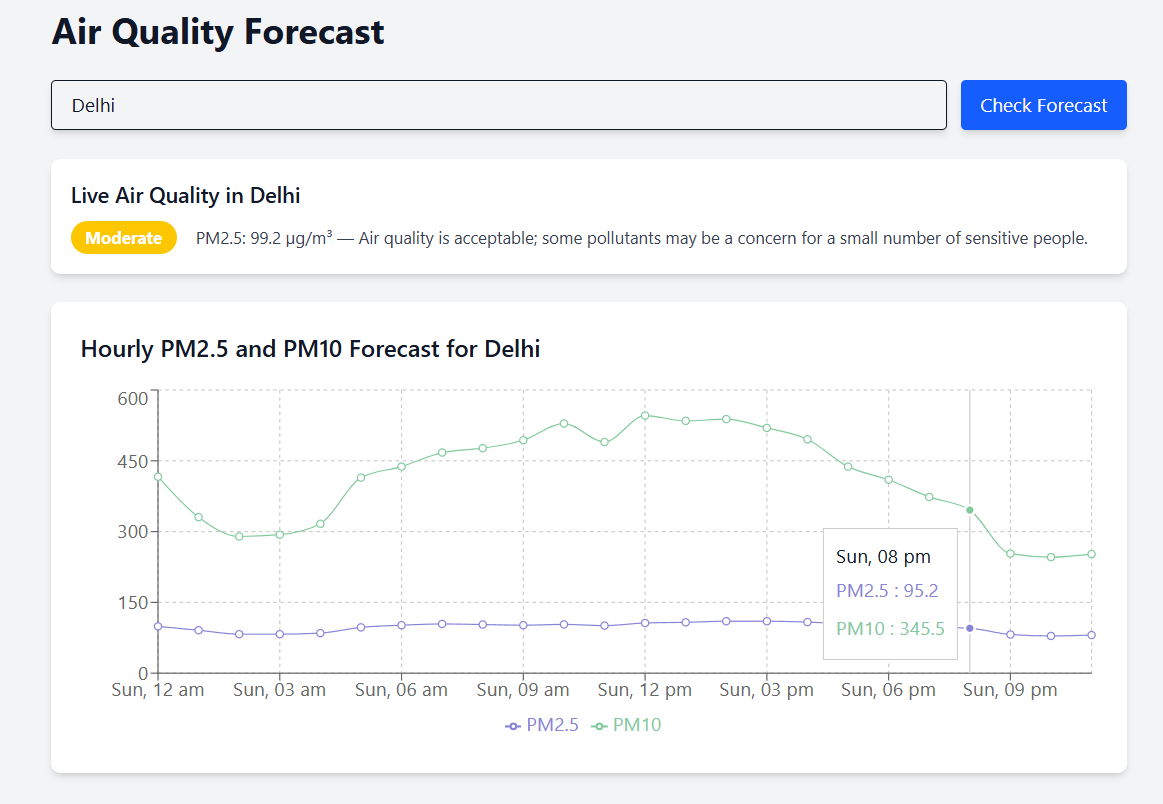 Air Quality Forecast
Delhi
Check Forecast
Live Air Quality in Delhi
Moderate PM2.5: 99.2 µg/m³ — Air quality is acceptable; some pollutants may be a concern for a small number of sensitive people.
Hourly PM2.5 and PM10 Forecast for Delhi
600
450
300
150
0
Sun, 08 pm
PM2.5 : 95.2
PM10 : 345.5
Sun, 12 am Sun, 03 am Sun, 06 am Sun, 09 am Sun, 12 pm Sun, 03 pm Sun, 06 pm Sun, 09 pm
PM2.5 PM10